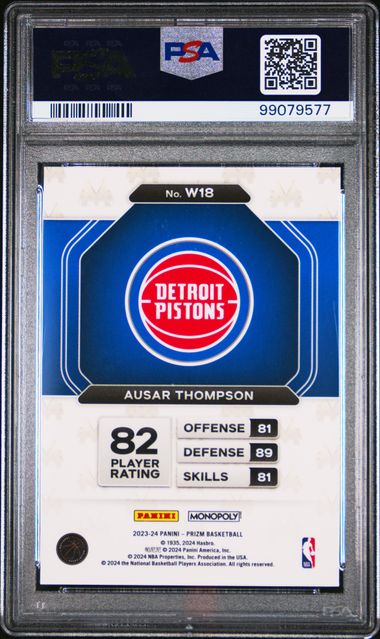 PSA
PSA
99079577
No. W18
DETROIT
PISTONS
AUSAR THOMPSON
82
PLAYER
RATING
OFFENSE 81
DEFENSE 89
SKILLS 81
PANINI MONOPOLY
2023-24 PANINI – PRIZM BASKETBALL
© 1935, 2024 Hasbro.
© 2024 Panini America, Inc.
© 2024 NBA Properties, Inc. Produced in the USA.
© 2024 the National Basketball Players Association. All rights reserved.